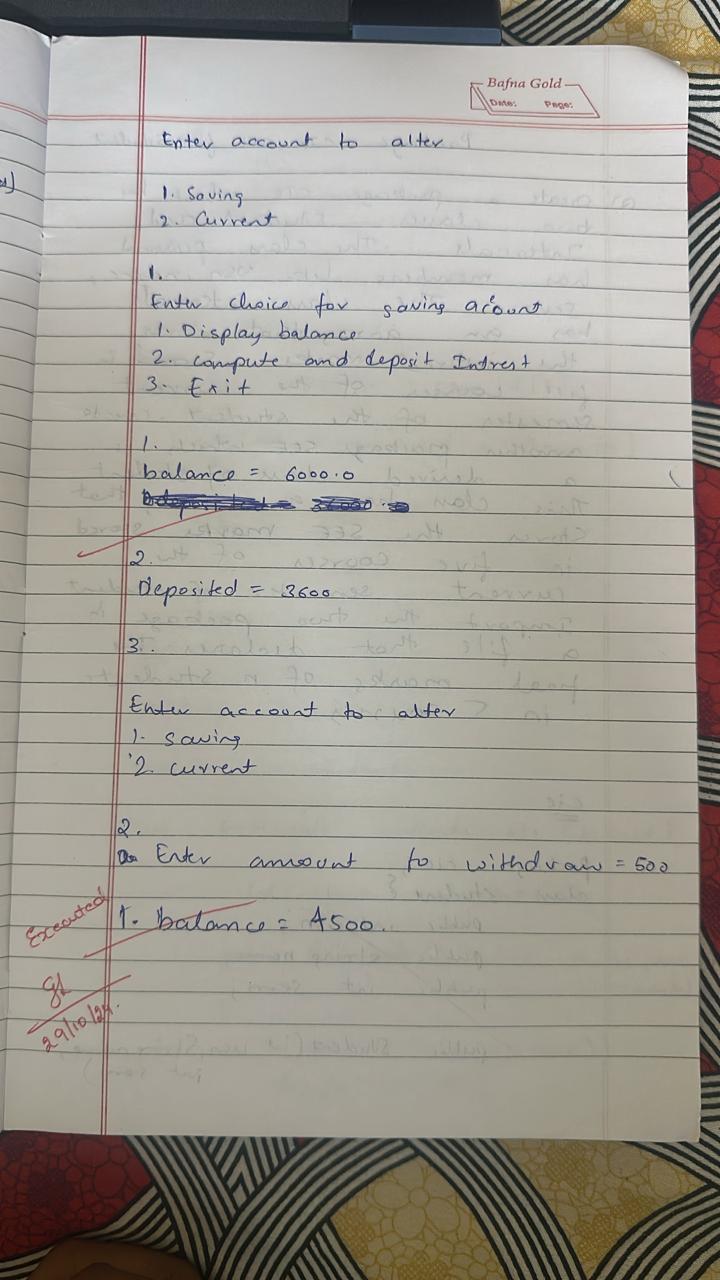 Bafna Gold
Date: Page:
Enter account to alter
1. Saving
2. Current
1.
Enter choice for saving acount
1. Display balance
2. compute and deposit Intrest
3. Exit
1.
balance = 6000.0
2.
Deposited = 3600
3.
Enter account to alter
1. saving
2. current
2.
Enter amount to withdraw = 500
1. balance = 4500.
Executed
29/10/24.